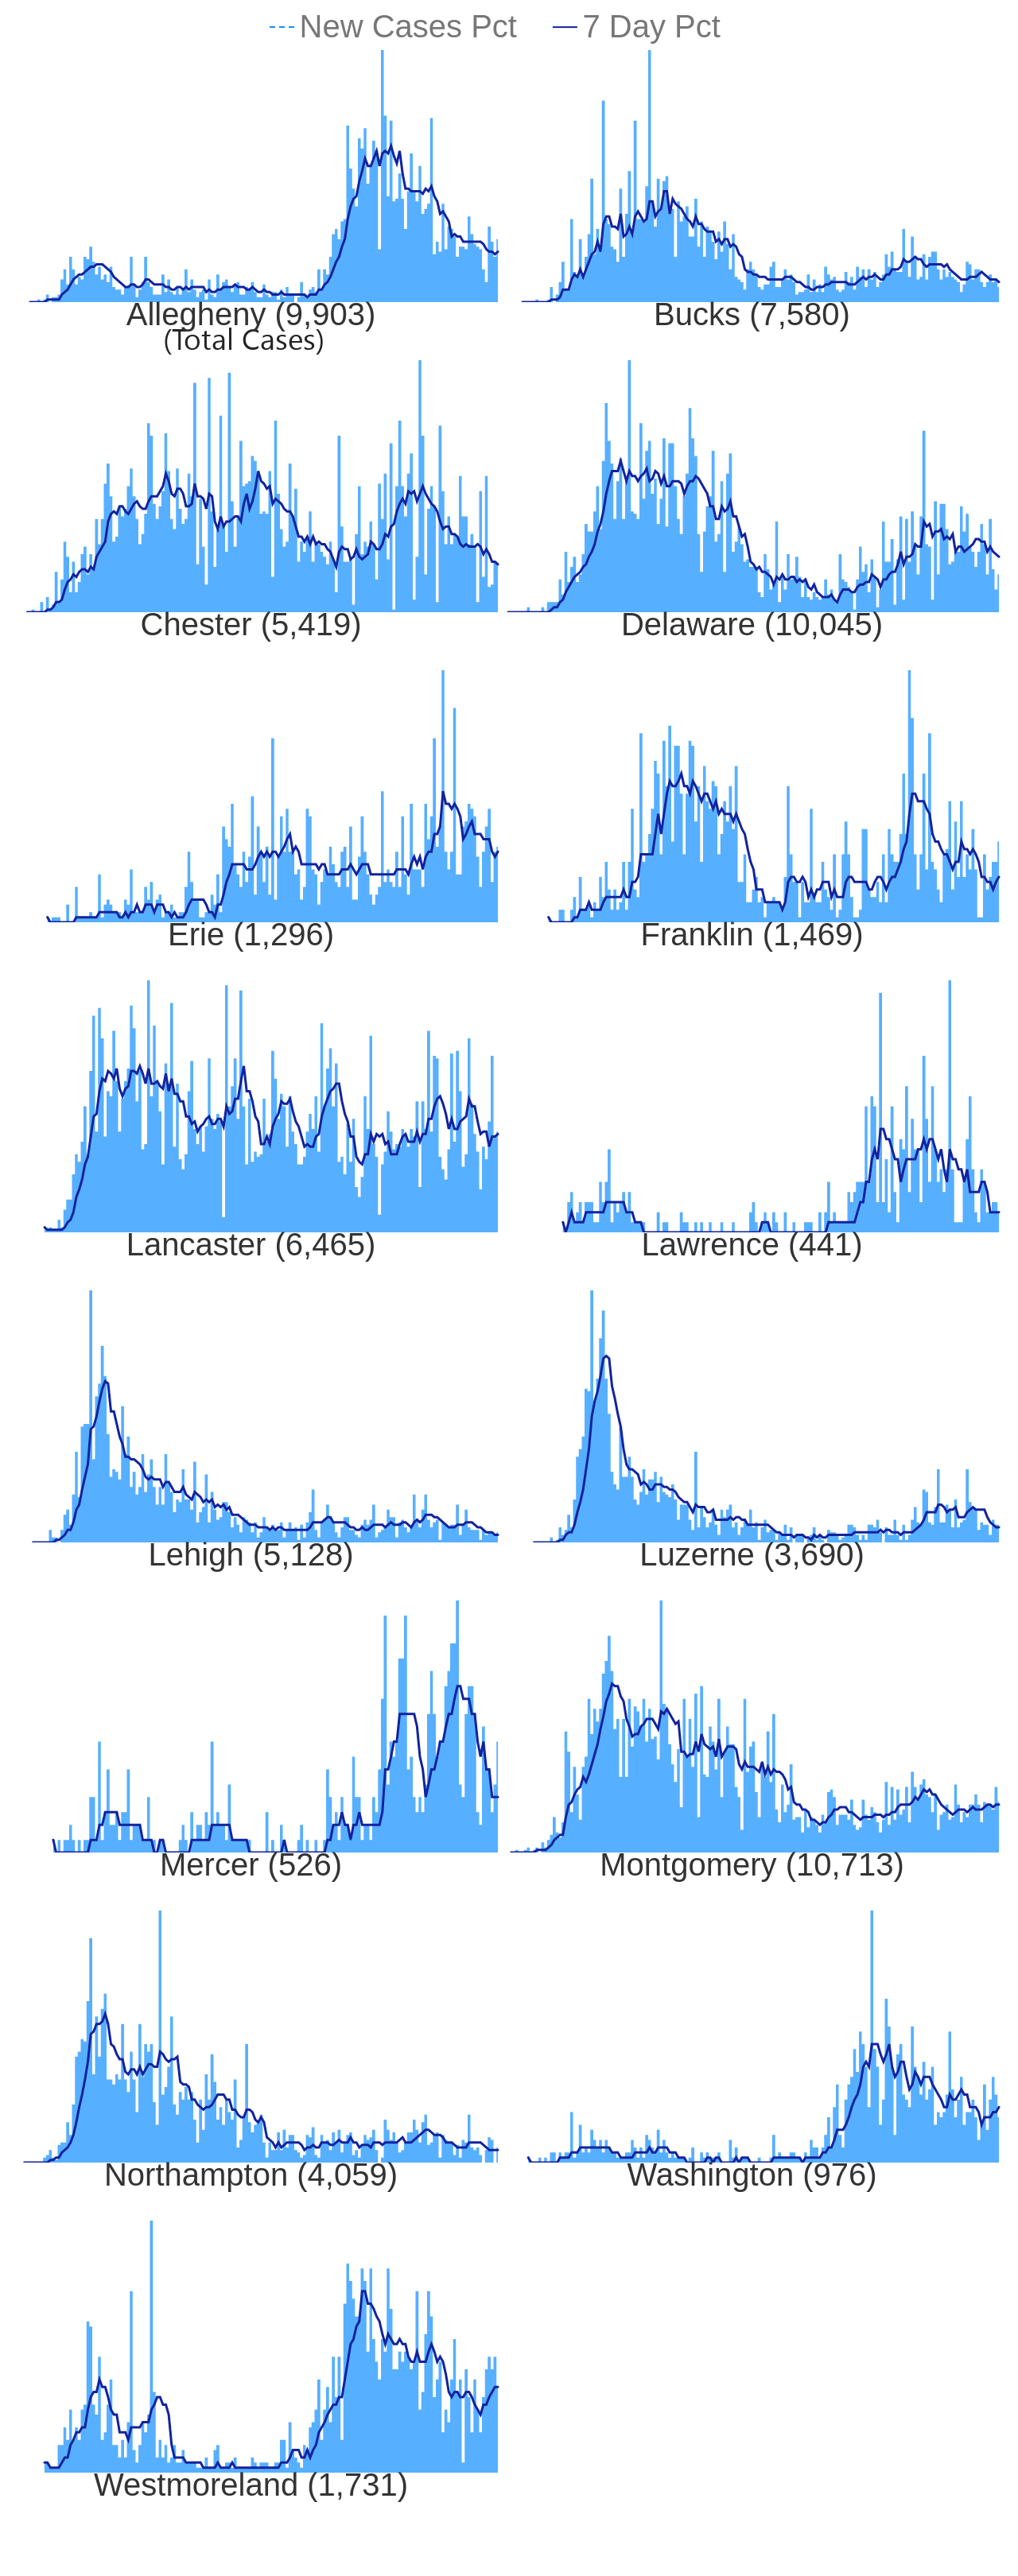 New Cases Pct 7 Day Pct
Allegheny (9,903) Bucks (7,580)
(Total Cases)
Chester (5,419) Delaware (10,045)
Erie (1,296) Franklin (1,469)
Lancaster (6,465) Lawrence (441)
Lehigh (5,128) Luzerne (3,690)
Mercer (526) Montgomery (10,713)
Northampton (4,059) Washington (976)
Westmoreland (1,731)